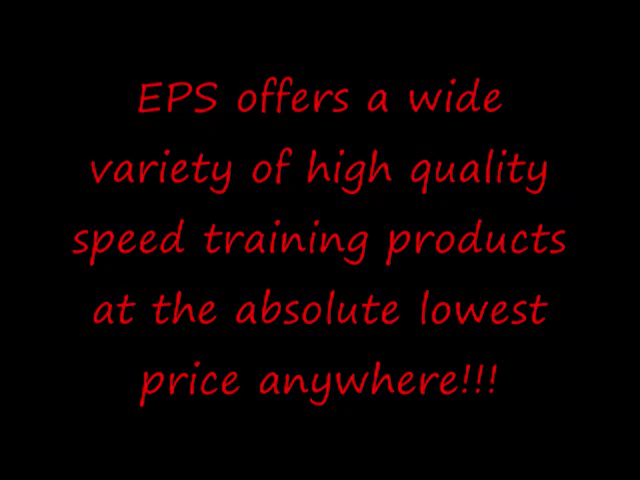 EPS offers a wide
variety of high quality
speed training products
at the absolute lowest
price anywhere!!!